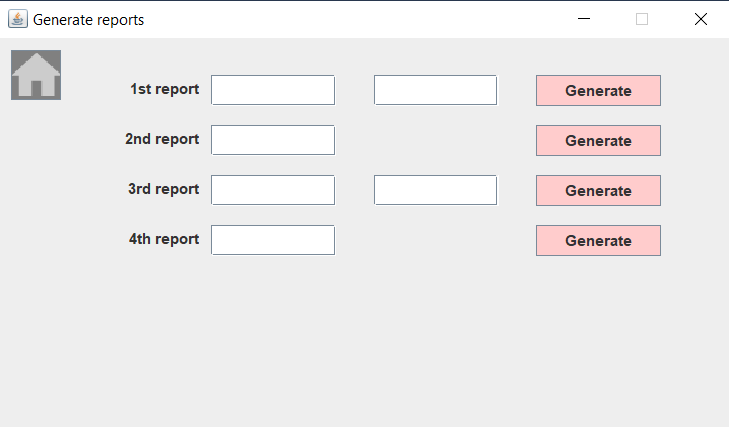 Generate reports
1st report Generate
2nd report Generate
3rd report Generate
4th report Generate